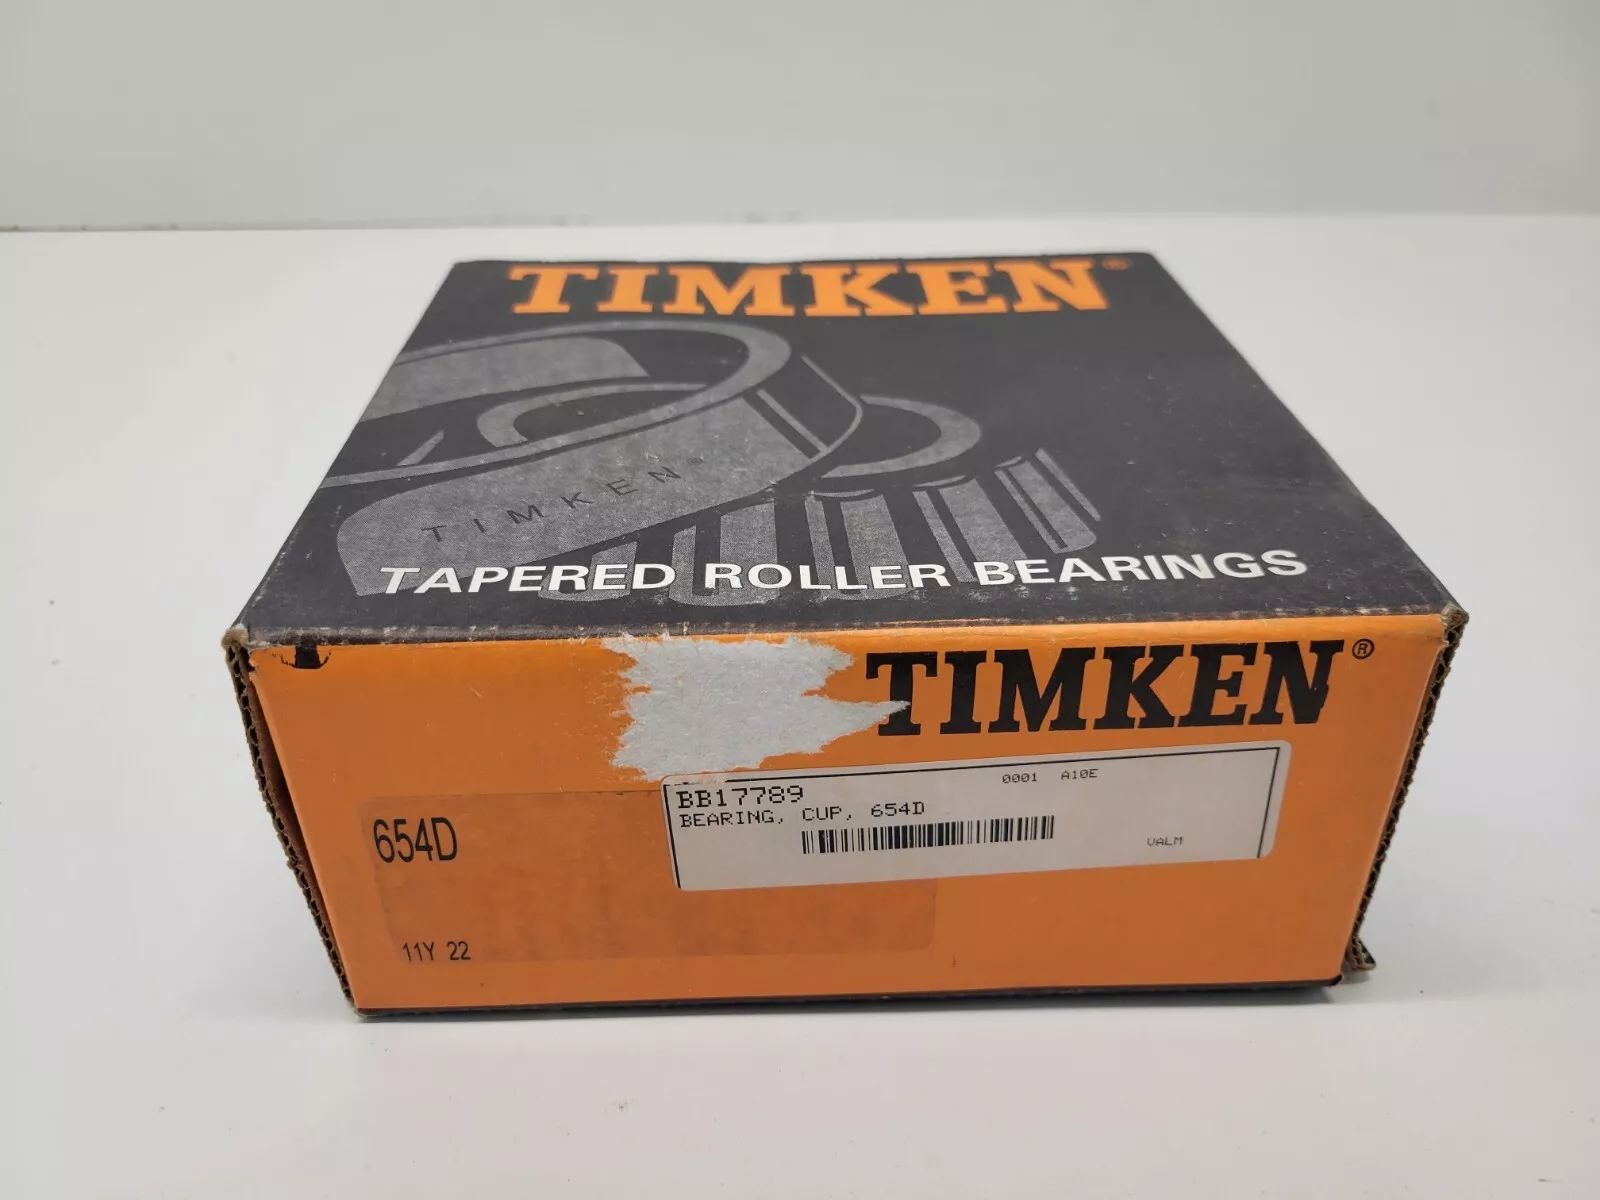 TIMKEN®
TIMKEN®
TAPERED ROLLER BEARINGS
TIMKEN®
0001 A10E
BB17789
BEARING, CUP, 654D
VALM
654D
11Y 22